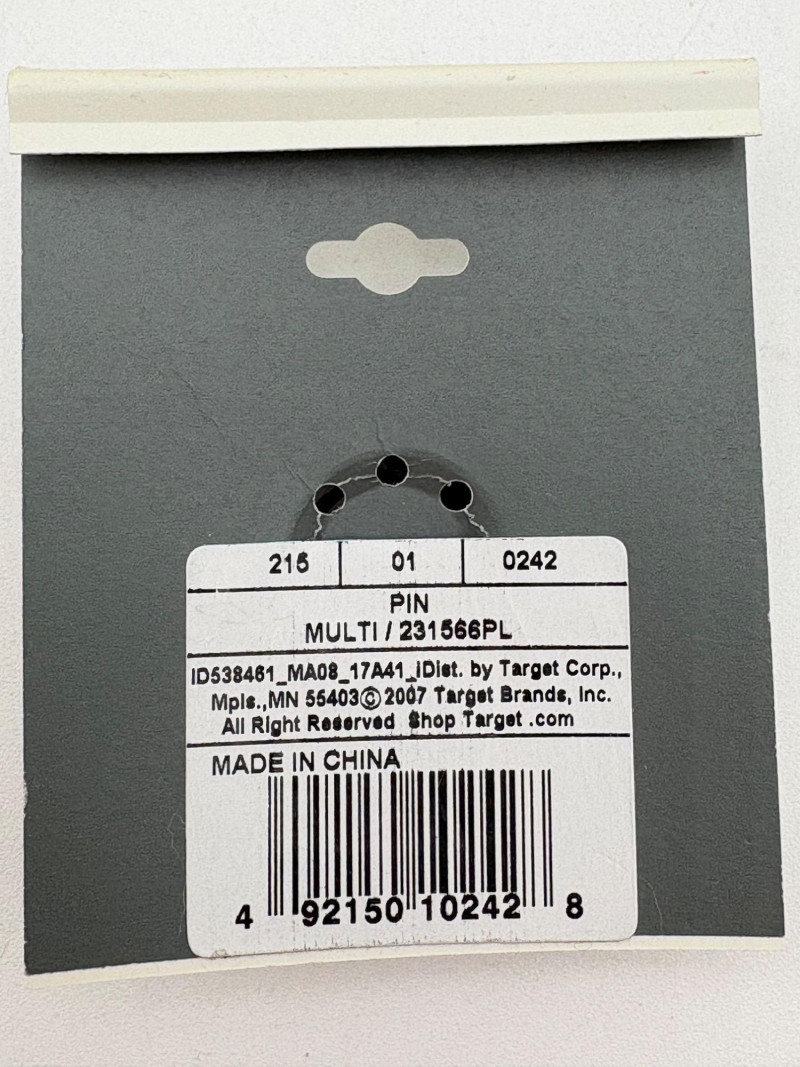 215 01 0242
PIN
MULTI / 231566PL
ID538461_MA08_17A41_iDist. by Target Corp.,
Mpls.,MN 55403©2007 Target Brands, Inc.
All Right Reserved Shop Target .com
MADE IN CHINA
4 92150 10242 8